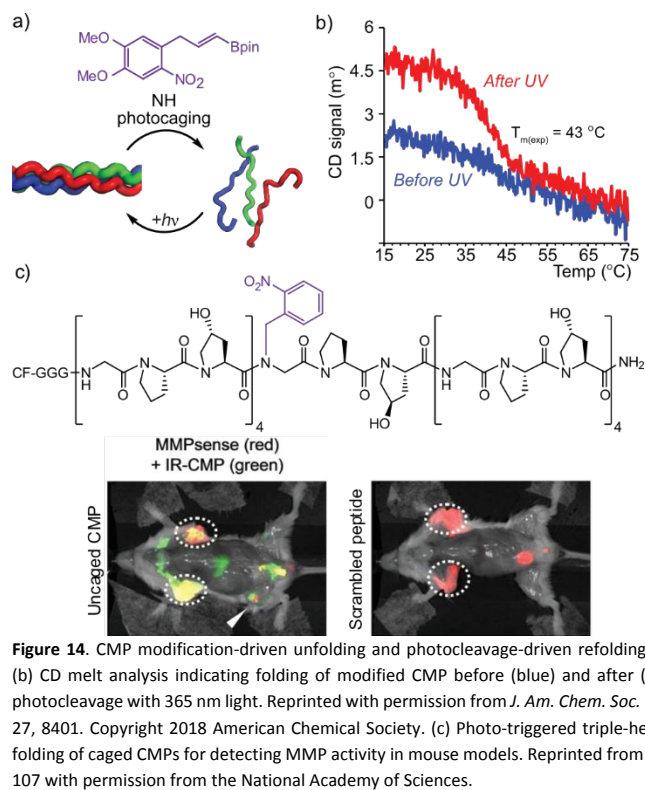 a)
MeO
MeO
Bpin
NO₂
NH
photocaging
+hν
b)
CD signal (m°)
6
4.5
3
1.5
0
After UV
Tm(exp) = 43 °C
Before UV
15 25 35 45 55 65 75
Temp (°C)
c)
O₂N
HO
HO
CF-GGG
N
H
O
N
O
N
O
4
N
O
N
O
N
O
HO
N
H
O
N
O
N
O
4
NH₂
MMPsense (red)
+ IR-CMP (green)
Uncaged CMP
Scrambled peptide
Figure 14. CMP modification-driven unfolding and photocleavage-driven refolding
(b) CD melt analysis indicating folding of modified CMP before (blue) and after (
photocleavage with 365 nm light. Reprinted with permission from J. Am. Chem. Soc.
27, 8401. Copyright 2018 American Chemical Society. (c) Photo-triggered triple-he
folding of caged CMPs for detecting MMP activity in mouse models. Reprinted from
107 with permission from the National Academy of Sciences.